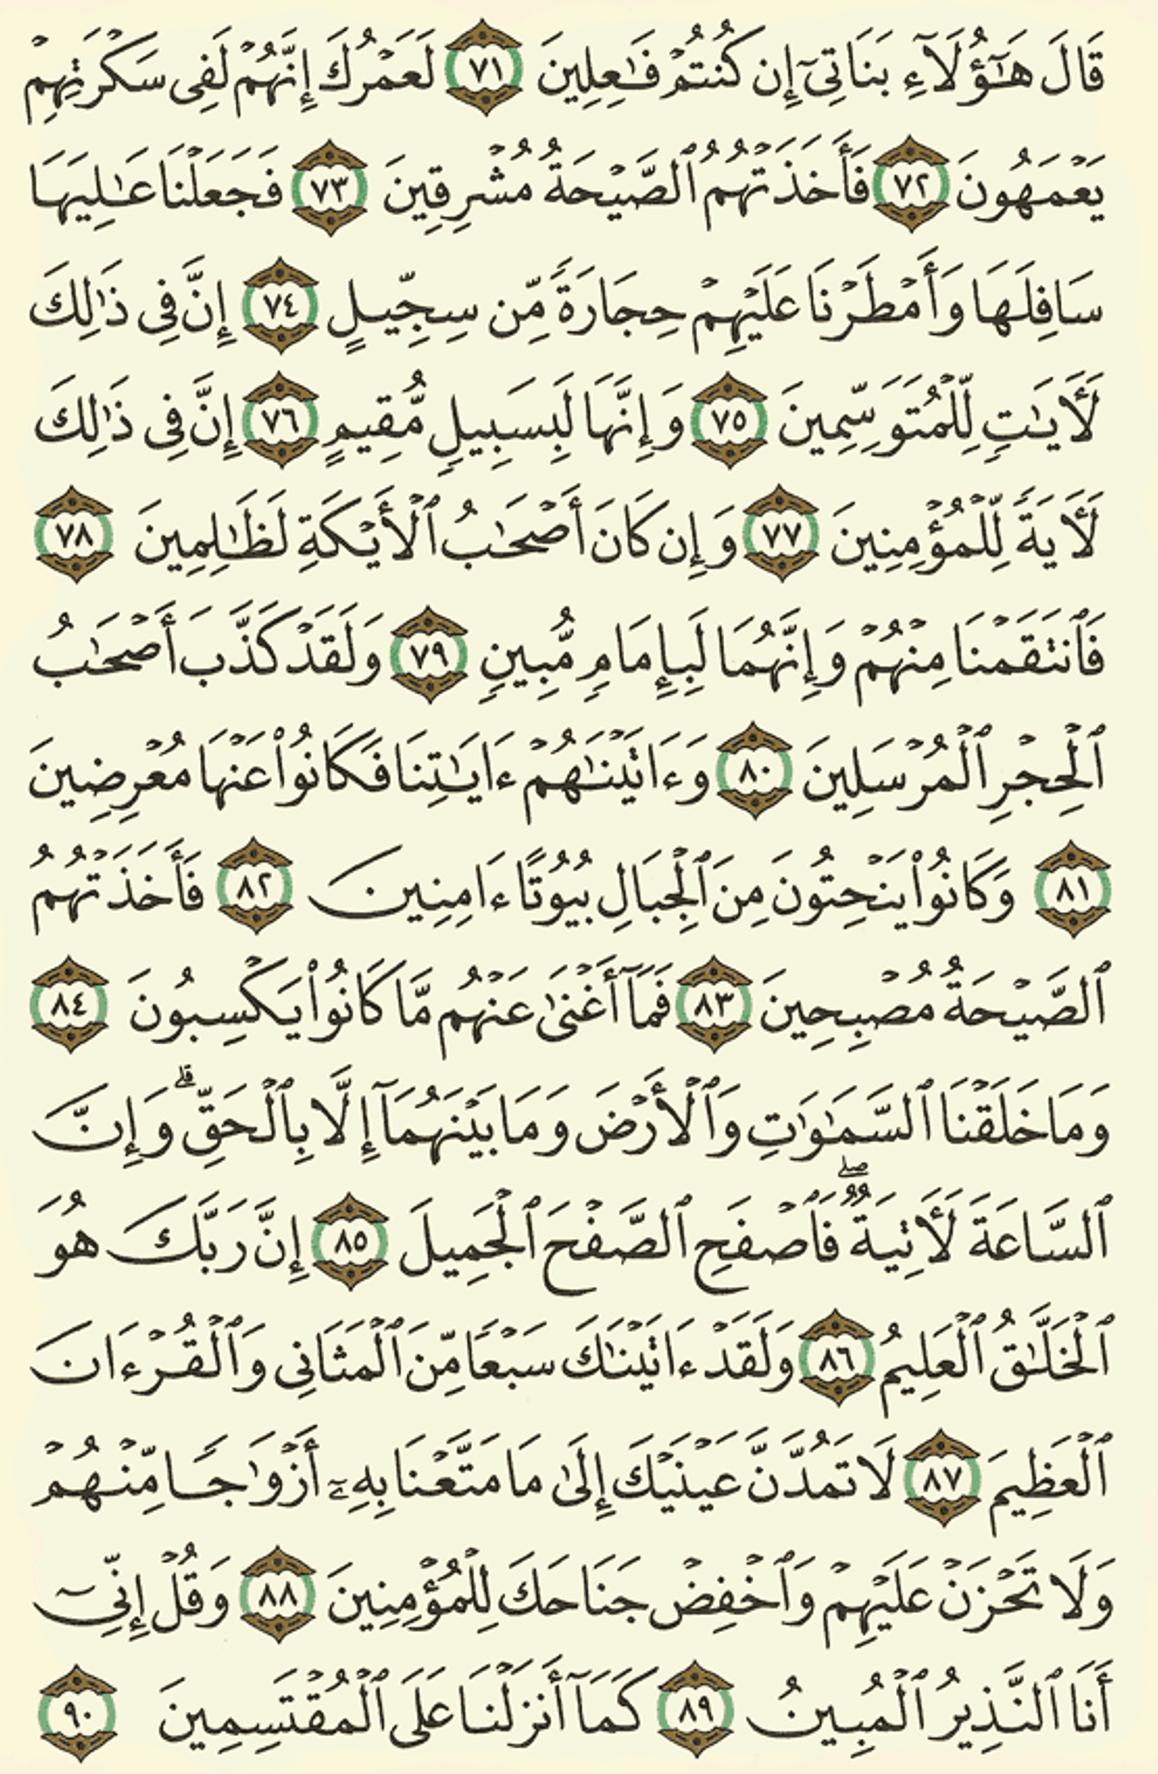 قَالَ هَـٰٓؤُلَآءِ بَنَاتِىٓ إِن كُنتُمْ فَـٰعِلِينَ ٧١ لَعَمْرُكَ إِنَّهُمْ لَفِى سَكْرَتِهِمْ
يَعْمَهُونَ ٧٢ فَأَخَذَتْهُمُ ٱلصَّيْحَةُ مُشْرِقِينَ ٧٣ فَجَعَلْنَا عَـٰلِيَهَا
سَافِلَهَا وَأَمْطَرْنَا عَلَيْهِمْ حِجَارَةً مِّن سِجِّيلٍ ٧٤ إِنَّ فِى ذَٰلِكَ
لَـَٔايَـٰتٍ لِّلْمُتَوَسِّمِينَ ٧٥ وَإِنَّهَا لَبِسَبِيلٍ مُّقِيمٍ ٧٦ إِنَّ فِى ذَٰلِكَ
لَـَٔايَةً لِّلْمُؤْمِنِينَ ٧٧ وَإِن كَانَ أَصْحَـٰبُ ٱلْأَيْكَةِ لَظَـٰلِمِينَ ٧٨
فَٱنتَقَمْنَا مِنْهُمْ وَإِنَّهُمَا لَبِإِمَامٍ مُّبِينٍ ٧٩ وَلَقَدْ كَذَّبَ أَصْحَـٰبُ
ٱلْحِجْرِ ٱلْمُرْسَلِينَ ٨٠ وَءَاتَيْنَـٰهُمْ ءَايَـٰتِنَا فَكَانُوا۟ عَنْهَا مُعْرِضِينَ
٨١ وَكَانُوا۟ يَنْحِتُونَ مِنَ ٱلْجِبَالِ بُيُوتًا ءَامِنِينَ ٨٢ فَأَخَذَتْهُمُ
ٱلصَّيْحَةُ مُصْبِحِينَ ٨٣ فَمَآ أَغْنَىٰ عَنْهُم مَّا كَانُوا۟ يَكْسِبُونَ ٨٤
وَمَا خَلَقْنَا ٱلسَّمَـٰوَٰتِ وَٱلْأَرْضَ وَمَا بَيْنَهُمَآ إِلَّا بِٱلْحَقِّ ۗ وَإِنَّ
ٱلسَّاعَةَ لَـَٔاتِيَةٌ ۖ فَٱصْفَحِ ٱلصَّفْحَ ٱلْجَمِيلَ ٨٥ إِنَّ رَبَّكَ هُوَ
ٱلْخَلَّـٰقُ ٱلْعَلِيمُ ٨٦ وَلَقَدْ ءَاتَيْنَـٰكَ سَبْعًا مِّنَ ٱلْمَثَانِى وَٱلْقُرْءَانَ
ٱلْعَظِيمَ ٨٧ لَا تَمُدَّنَّ عَيْنَيْكَ إِلَىٰ مَا مَتَّعْنَا بِهِۦٓ أَزْوَٰجًا مِّنْهُمْ
وَلَا تَحْزَنْ عَلَيْهِمْ وَٱخْفِضْ جَنَاحَكَ لِلْمُؤْمِنِينَ ٨٨ وَقُلْ إِنِّىٓ
أَنَا ٱلنَّذِيرُ ٱلْمُبِينُ ٨٩ كَمَآ أَنزَلْنَا عَلَى ٱلْمُقْتَسِمِينَ ٩٠